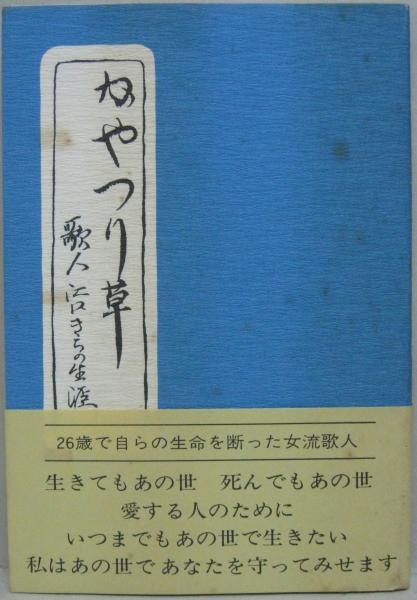 かやつり草
歌人江口きちの生涯
26歳で自らの生命を断った女流歌人
生きてもあの世 死んでもあの世
愛する人のために
いつまでもあの世で生きたい
私はあの世であなたを守ってみせます